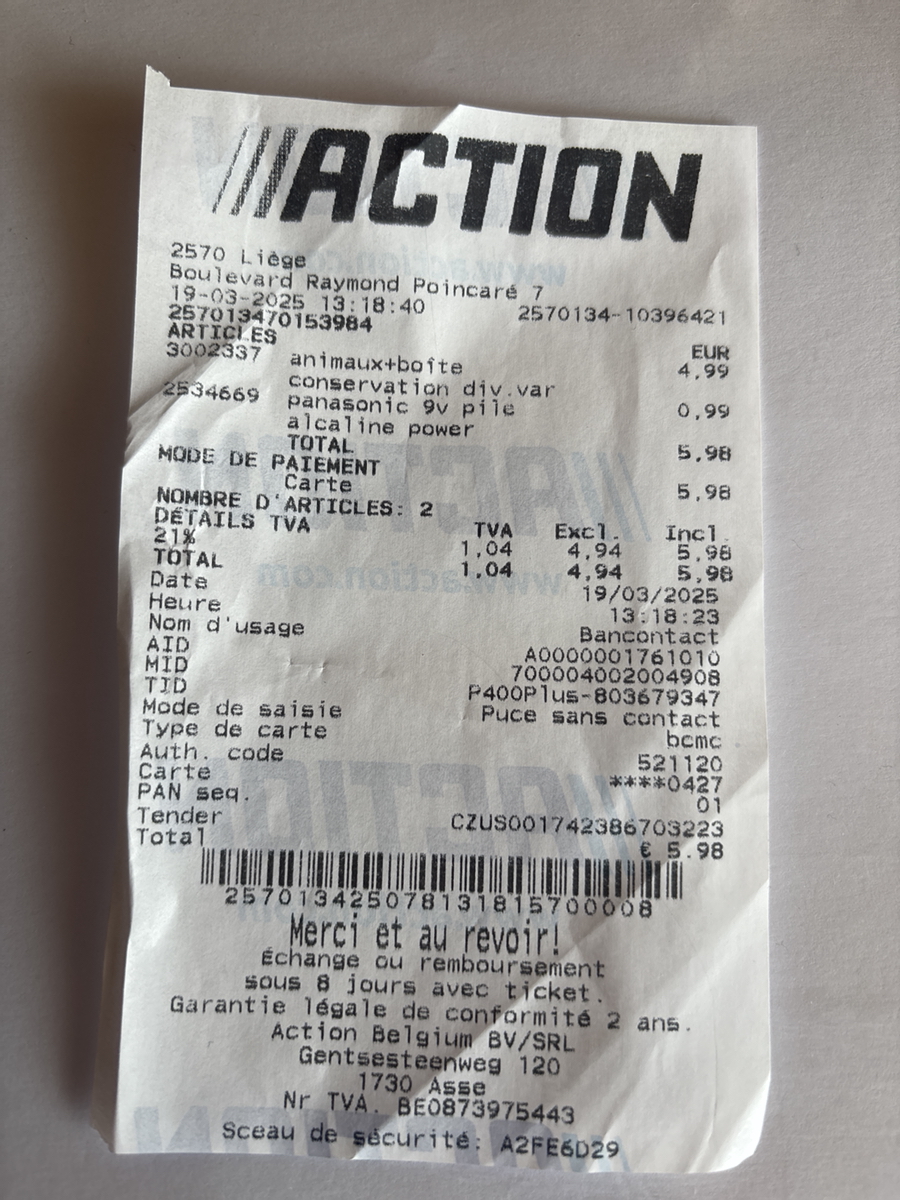 ///ACTION
2570 Liège
Boulevard Raymond Poincaré 7
19-03-2025 13:18:40 2570134-10396421
257013470153984
ARTICLES EUR
3002337 animaux+boîte 4,99
conservation div.var
2534669 panasonic 9v pile 0,99
alcaline power
TOTAL 5,98
MODE DE PAIEMENT
Carte 5,98
NOMBRE D'ARTICLES: 2
DÉTAILS TVA TVA Excl. Incl.
21% 1,04 4,94 5,98
TOTAL 1,04 4,94 5,98
Date 19/03/2025
Heure 13:18:23
Nom d'usage Bancontact
AID A0000001761010
MID 700004002004908
TID P400Plus-803679347
Mode de saisie Puce sans contact
Type de carte bcmc
Auth. code 521120
Carte ****0427
PAN seq. 01
Tender CZUS001742386703223
Total € 5.98
2570134250781318157000008
Merci et au revoir!
Échange ou remboursement
sous 8 jours avec ticket.
Garantie légale de conformité 2 ans.
Action Belgium BV/SRL
Gentsesteenweg 120
1730 Asse
Nr TVA. BE0873975443
Sceau de sécurité: A2FE6D29